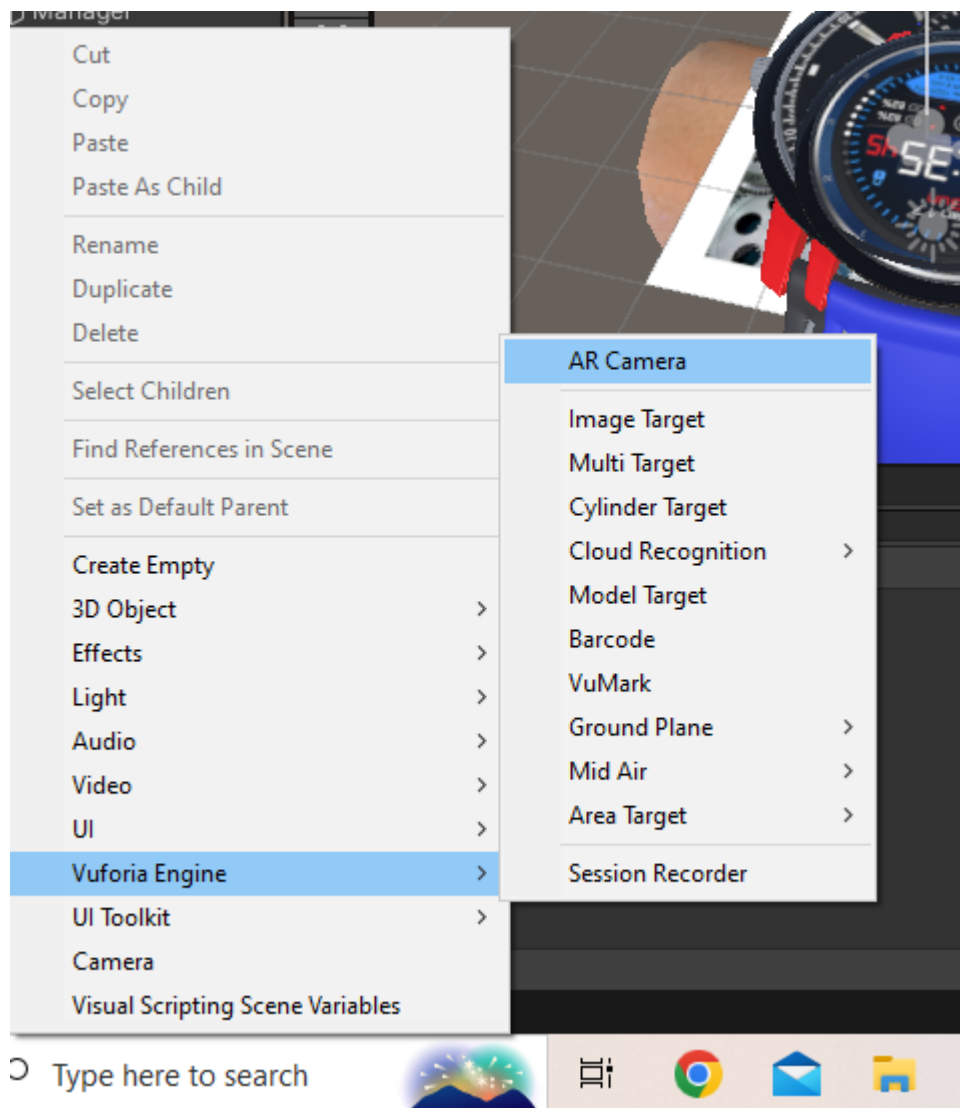 Manager
Cut
Copy
Paste
Paste As Child
Rename
Duplicate
Delete
Select Children
Find References in Scene
Set as Default Parent
Create Empty
3D Object
Effects
Light
Audio
Video
UI
Vuforia Engine
UI Toolkit
Camera
Visual Scripting Scene Variables
AR Camera
Image Target
Multi Target
Cylinder Target
Cloud Recognition
Model Target
Barcode
VuMark
Ground Plane
Mid Air
Area Target
Session Recorder
SE-
Type here to search